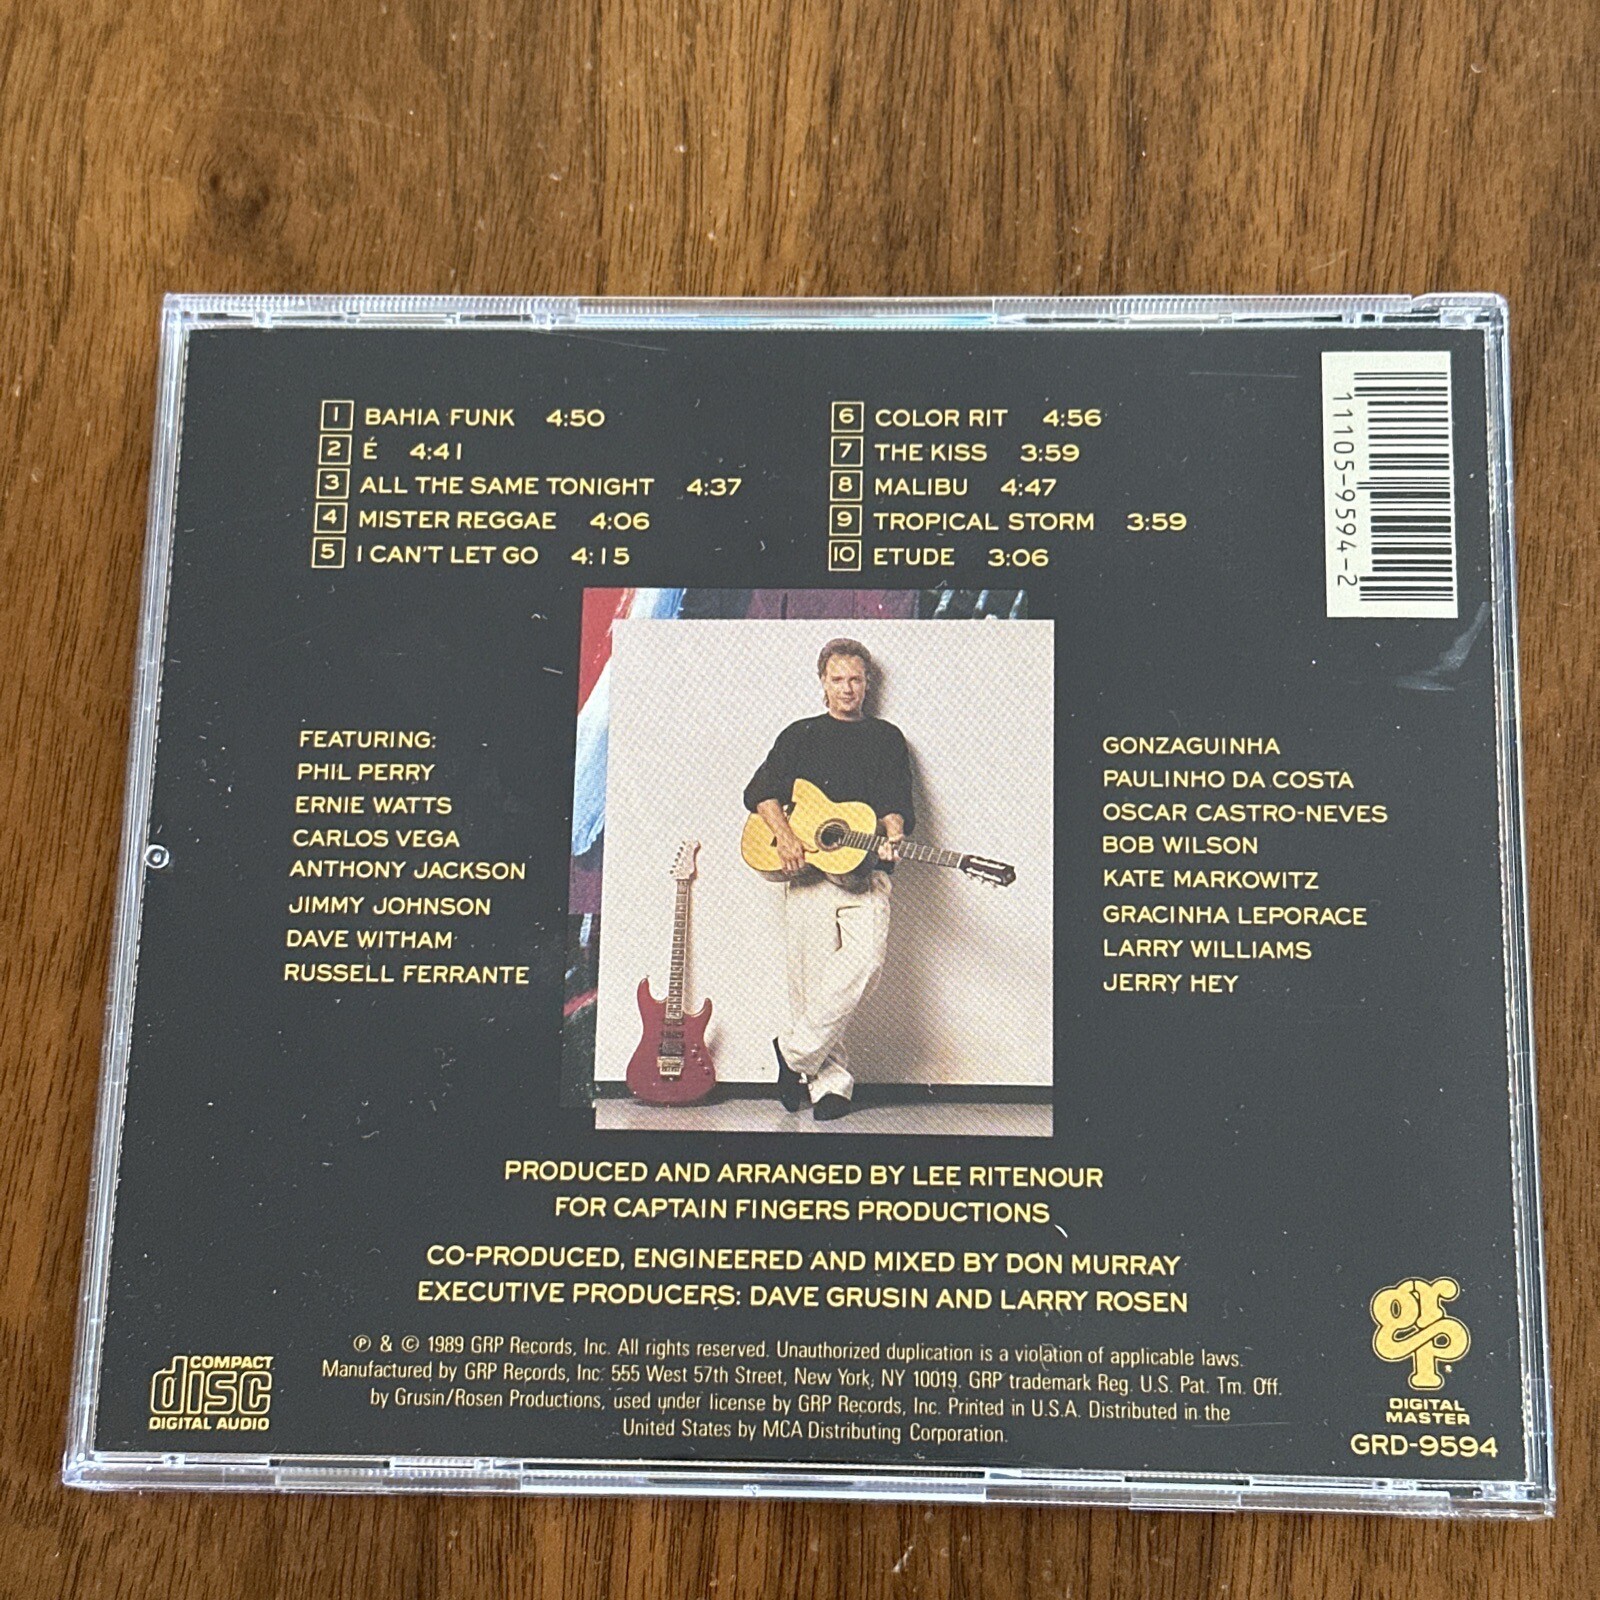 1 BAHIA FUNK 4:50
2 É 4:41
3 ALL THE SAME TONIGHT 4:37
4 MISTER REGGAE 4:06
5 I CAN'T LET GO 4:15
6 COLOR RIT 4:56
7 THE KISS 3:59
8 MALIBU 4:47
9 TROPICAL STORM 3:59
10 ETUDE 3:06
11105-9594-2
FEATURING:
PHIL PERRY
ERNIE WATTS
CARLOS VEGA
ANTHONY JACKSON
JIMMY JOHNSON
DAVE WITHAM
RUSSELL FERRANTE
GONZAGUINHA
PAULINHO DA COSTA
OSCAR CASTRO-NEVES
BOB WILSON
KATE MARKOWITZ
GRACINHA LEPORACE
LARRY WILLIAMS
JERRY HEY
PRODUCED AND ARRANGED BY LEE RITENOUR
FOR CAPTAIN FINGERS PRODUCTIONS
CO-PRODUCED, ENGINEERED AND MIXED BY DON MURRAY
EXECUTIVE PRODUCERS: DAVE GRUSIN AND LARRY ROSEN
℗ & © 1989 GRP Records, Inc. All rights reserved. Unauthorized duplication is a violation of applicable laws.
Manufactured by GRP Records, Inc. 555 West 57th Street, New York, NY 10019. GRP trademark Reg. U.S. Pat. Tm. Off.
by Grusin/Rosen Productions, used under license by GRP Records, Inc. Printed in U.S.A. Distributed in the
United States by MCA Distributing Corporation.
COMPACT
disc
DIGITAL AUDIO
grp
DIGITAL
MASTER
GRD-9594